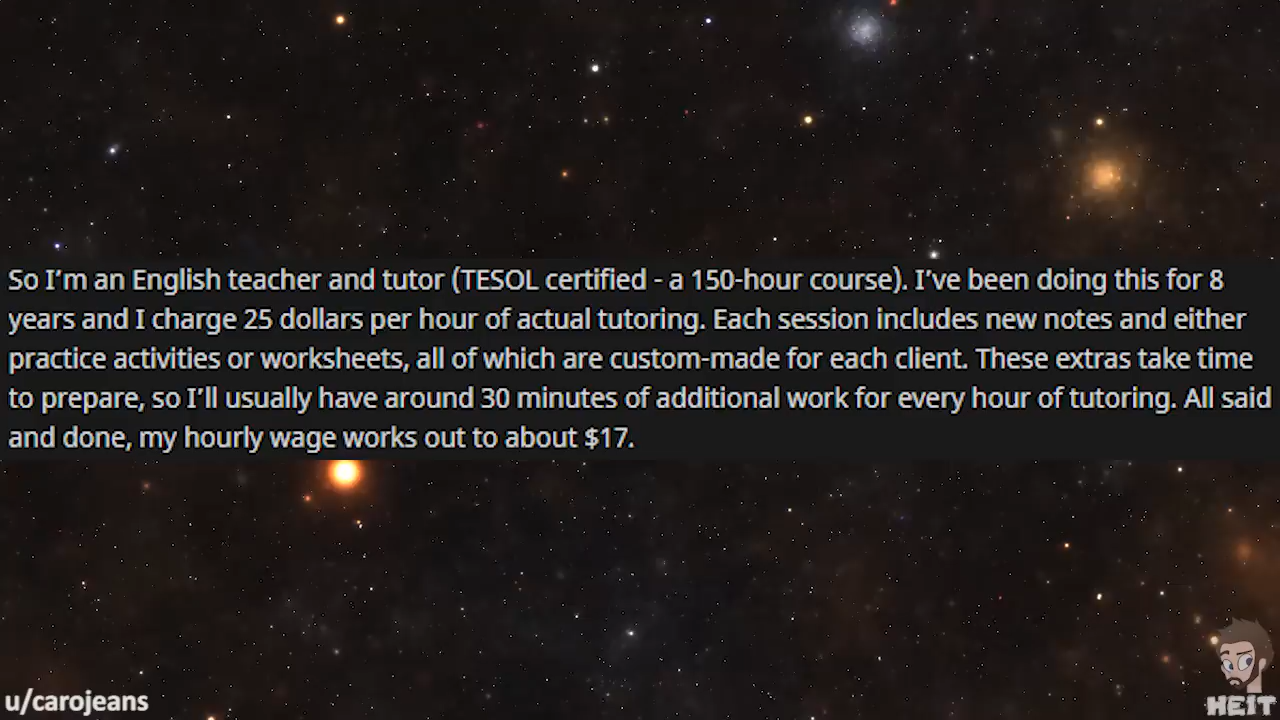 So I’m an English teacher and tutor (TESOL certified - a 150-hour course). I’ve been doing this for 8
years and I charge 25 dollars per hour of actual tutoring. Each session includes new notes and either
practice activities or worksheets, all of which are custom-made for each client. These extras take time
to prepare, so I’ll usually have around 30 minutes of additional work for every hour of tutoring. All said
and done, my hourly wage works out to about $17.
u/carojeans
HEIT